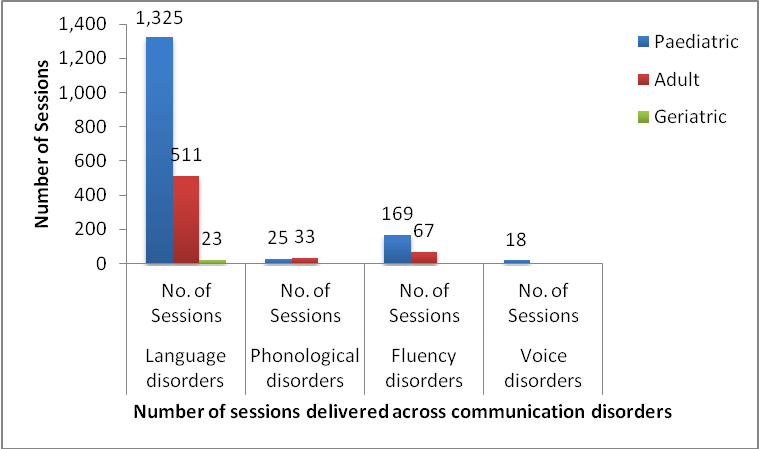 1,400
1,200
1,000
800
600
400
200
0
Number of Sessions
1,325
511
23
25 33
169
67
18
Paediatric
Adult
Geriatric
No. of
Sessions
No. of
Sessions
No. of
Sessions
No. of
Sessions
Language
disorders
Phonological
disorders
Fluency
disorders
Voice
disorders
Number of sessions delivered across communication disorders